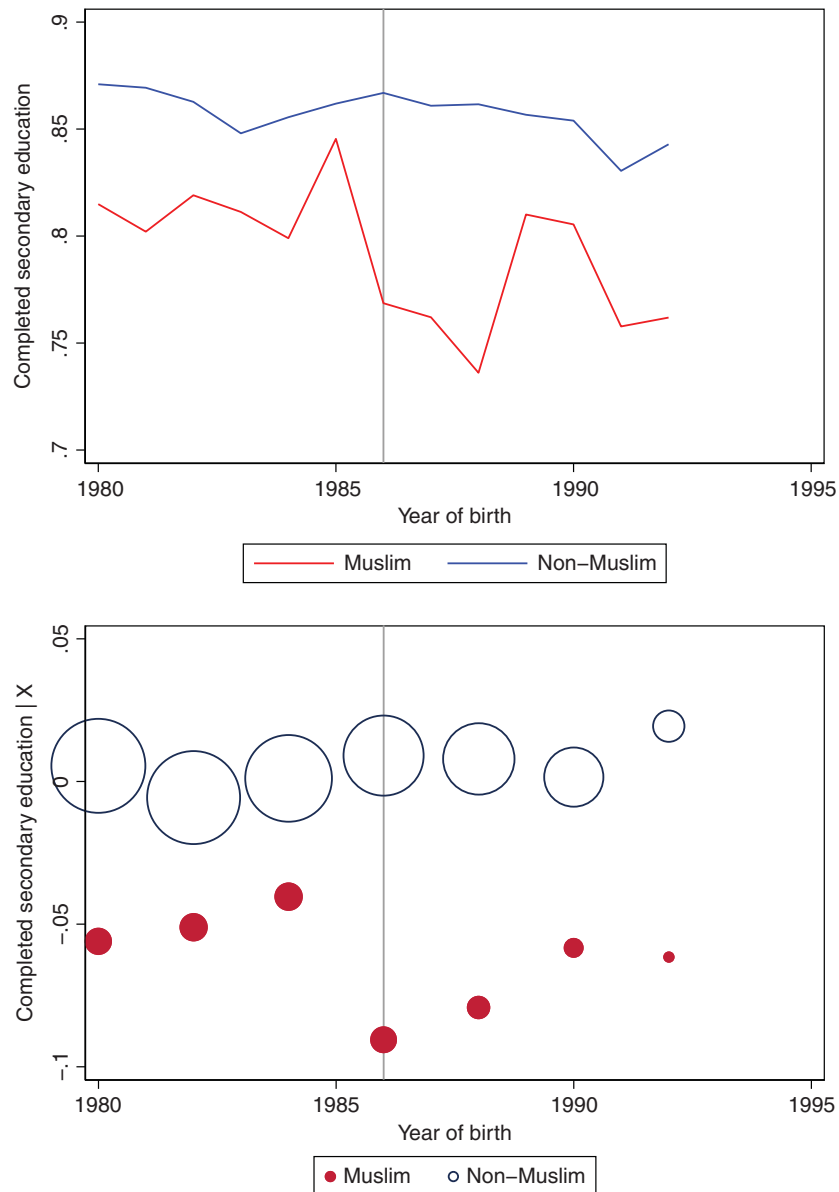 Completed secondary education
.9
.85
.8
.75
.7
1980 1985 1990 1995
Year of birth
Muslim Non−Muslim
Completed secondary education | X
.05
0
−.05
−.1
1980 1985 1990 1995
Year of birth
Muslim Non−Muslim